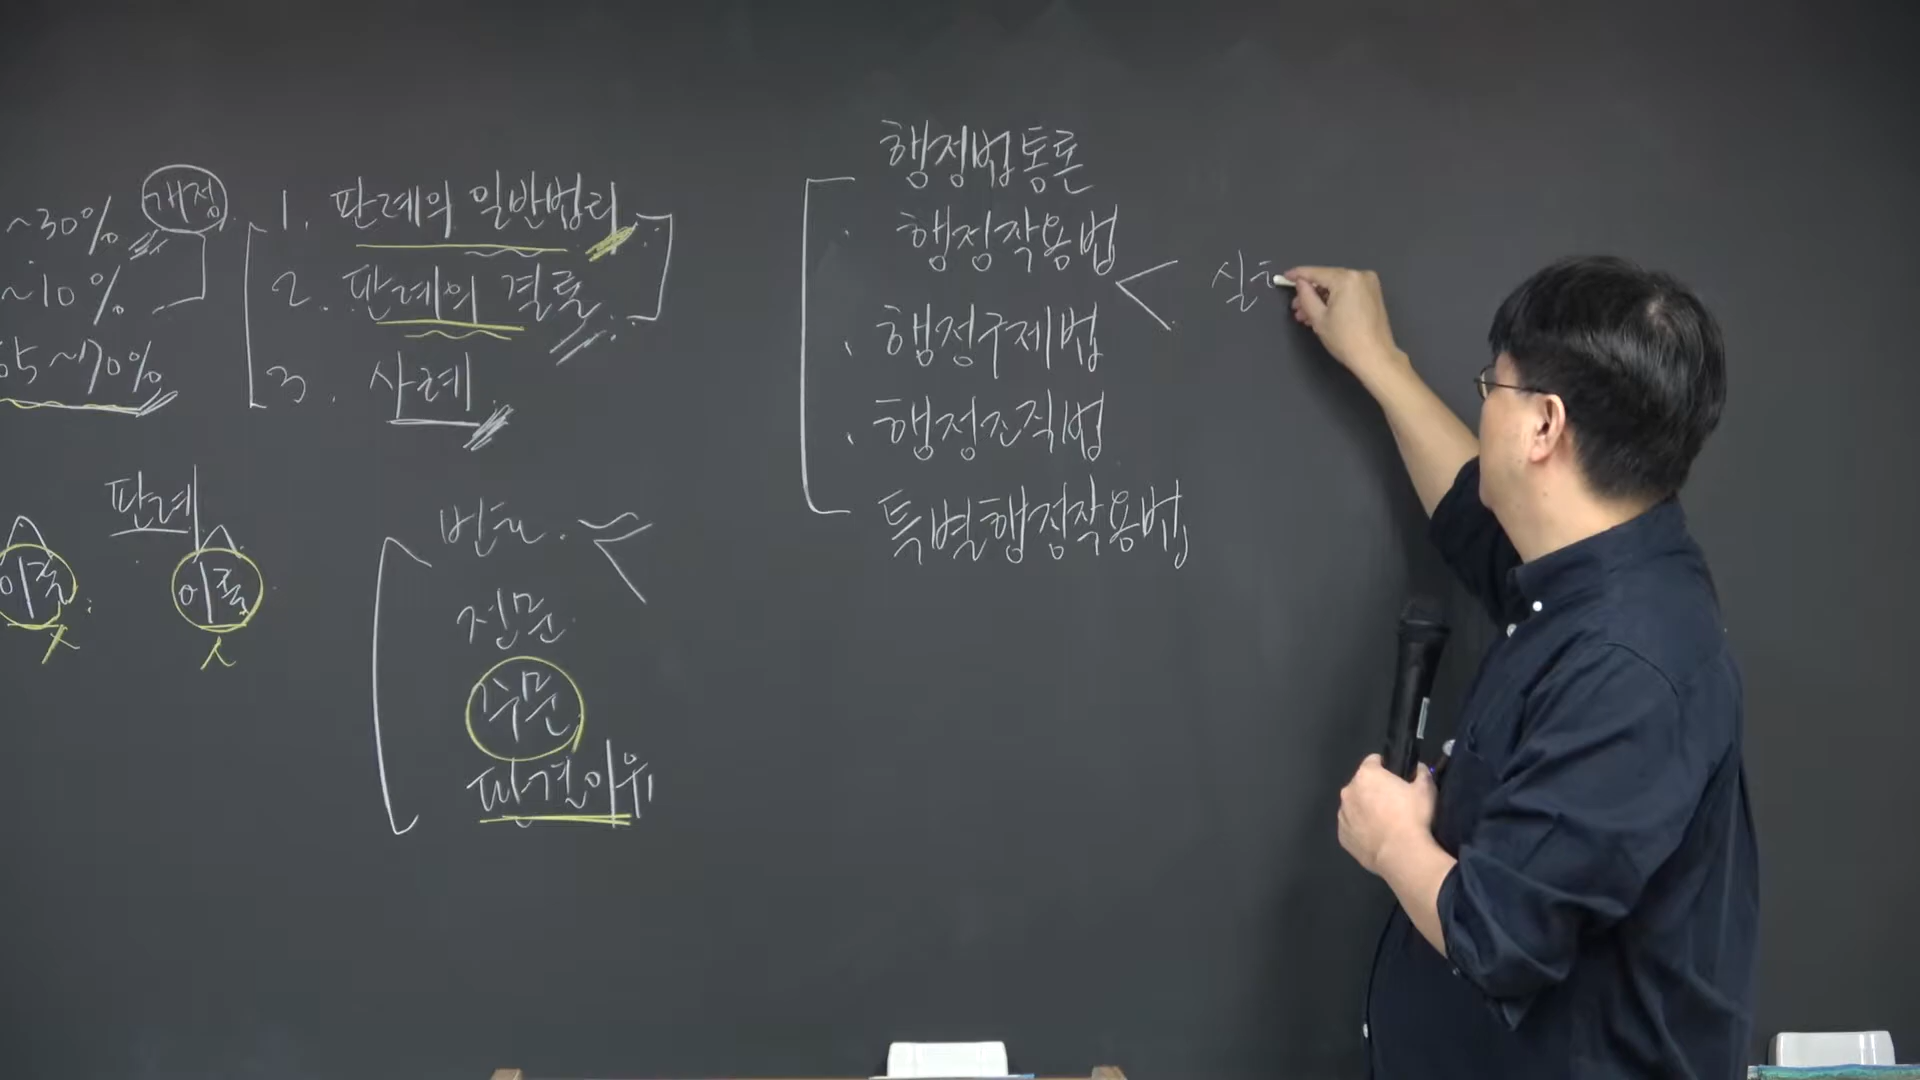 ~30% 개정
~10%
65~70%
1. 판례의 일반법리
2. 판례의 결론
3. 사례
판례
이론
이론
번호
전문
주문
판결이유
행정법통론
행정작용법
행정구제법
행정조직법
특별행정작용법
실